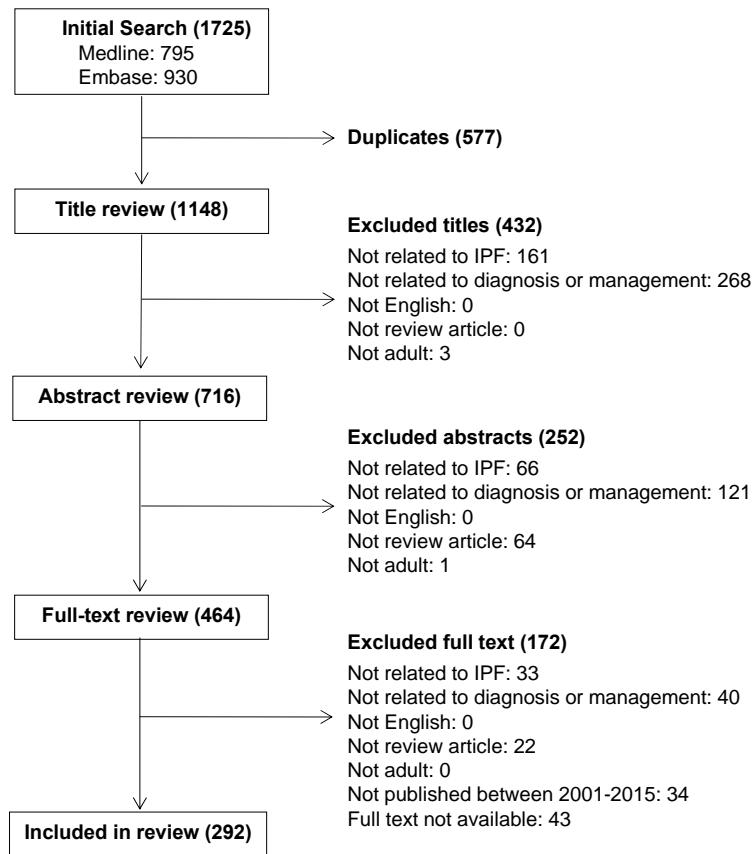 Initial Search (1725)
Medline: 795
Embase: 930
Duplicates (577)
Title review (1148)
Excluded titles (432)
Not related to IPF: 161
Not related to diagnosis or management: 268
Not English: 0
Not review article: 0
Not adult: 3
Abstract review (716)
Excluded abstracts (252)
Not related to IPF: 66
Not related to diagnosis or management: 121
Not English: 0
Not review article: 64
Not adult: 1
Full-text review (464)
Excluded full text (172)
Not related to IPF: 33
Not related to diagnosis or management: 40
Not English: 0
Not review article: 22
Not adult: 0
Not published between 2001-2015: 34
Full text not available: 43
Included in review (292)